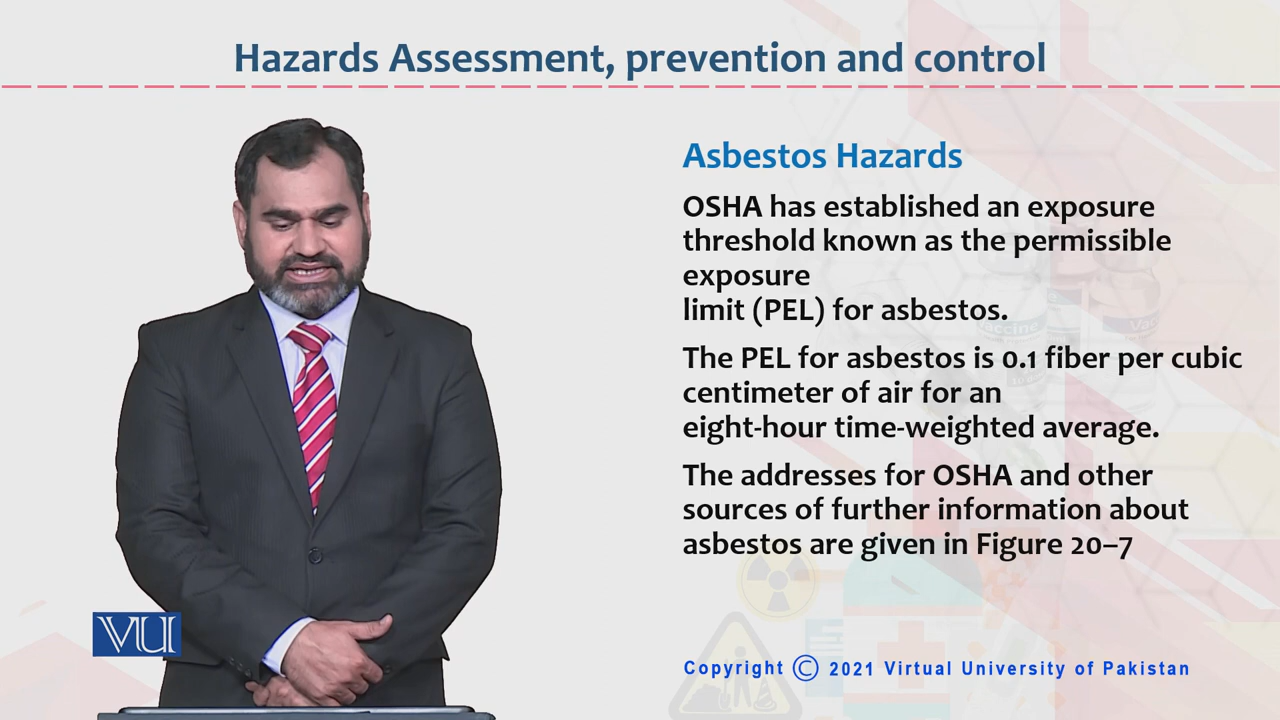 Hazards Assessment, prevention and control
Asbestos Hazards
OSHA has established an exposure
threshold known as the permissible
exposure
limit (PEL) for asbestos.
The PEL for asbestos is 0.1 fiber per cubic
centimeter of air for an
eight-hour time-weighted average.
The addresses for OSHA and other
sources of further information about
asbestos are given in Figure 20–7
VU
Copyright © 2021 Virtual University of Pakistan
Vaccine